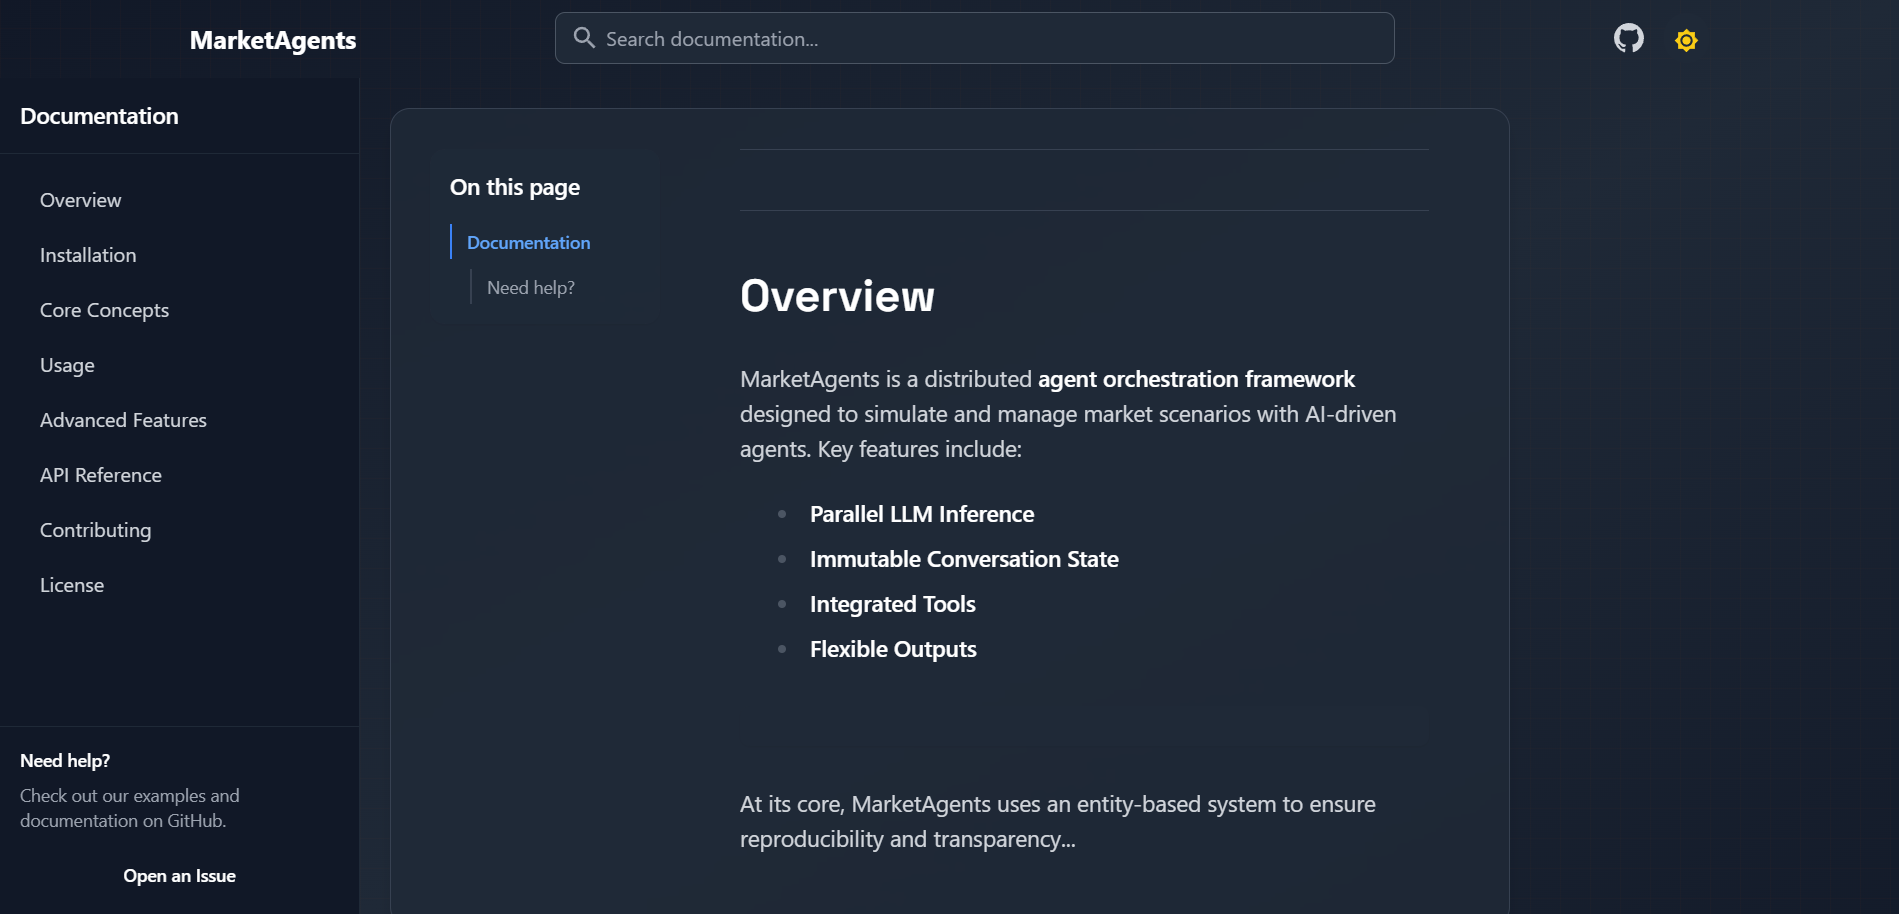 MarketAgents
Search documentation...
Documentation
Overview
Installation
Core Concepts
Usage
Advanced Features
API Reference
Contributing
License
Need help?
Check out our examples and
documentation on GitHub.
Open an Issue
On this page
Documentation
Need help?
Overview
MarketAgents is a distributed agent orchestration framework
designed to simulate and manage market scenarios with AI-driven
agents. Key features include:
Parallel LLM Inference
Immutable Conversation State
Integrated Tools
Flexible Outputs
At its core, MarketAgents uses an entity-based system to ensure
reproducibility and transparency...